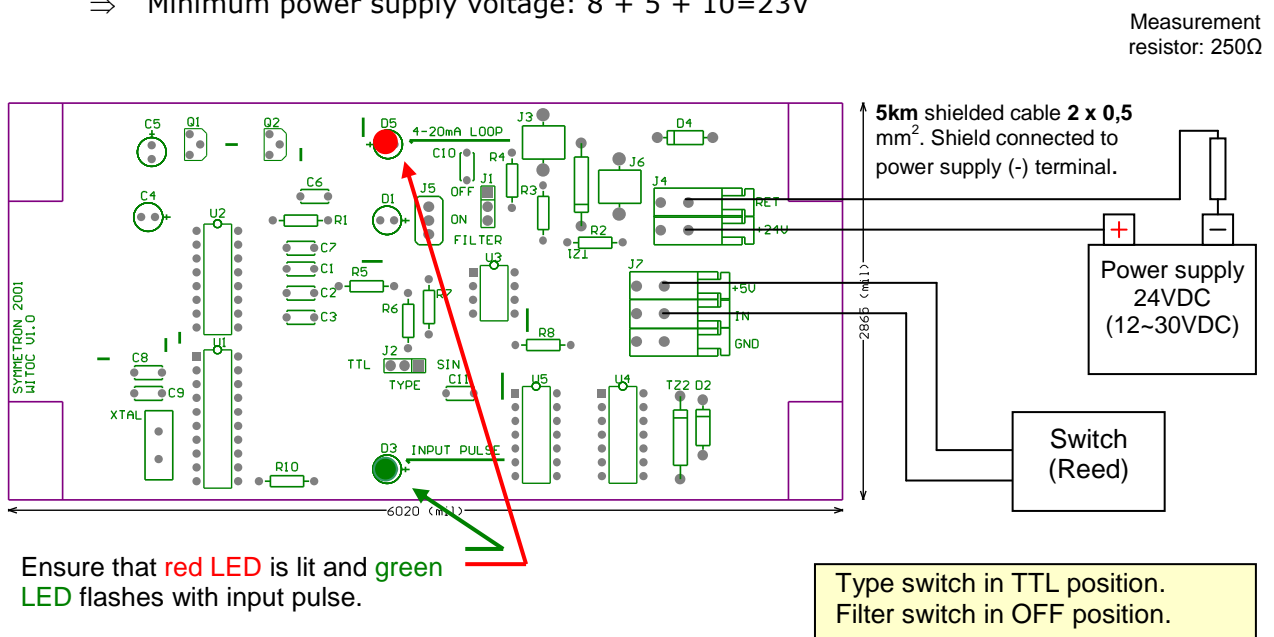 ⇒ Minimum power supply voltage: 8 + 5 + 10=23V
Measurement
resistor: 250Ω
5km shielded cable 2 x 0,5
mm². Shield connected to
power supply (-) terminal.
C5
Q1
Q2
D5
4-20mA LOOP
J3
D4
C10
R4
J1
J6
OFF
R3
J4
C4
C6
D1
J5
RET
U2
R1
ON
+24V
FILTER
R2
TZ1
C7
U3
J7
C1
R5
+5V
C2
R6
R7
IN
C3
R8
GND
SYMMETRON 2001
WITOC V1.0
U1
J2
TTL
SIN
TYPE
C8
C11
U5
U4
TZ2 D2
C9
XTAL
D3
INPUT PULSE
R10
6020 (mil)
2865 (mil)
+
−
Power supply
24VDC
(12~30VDC)
Switch
(Reed)
Ensure that red LED is lit and green
LED flashes with input pulse.
Type switch in TTL position.
Filter switch in OFF position.